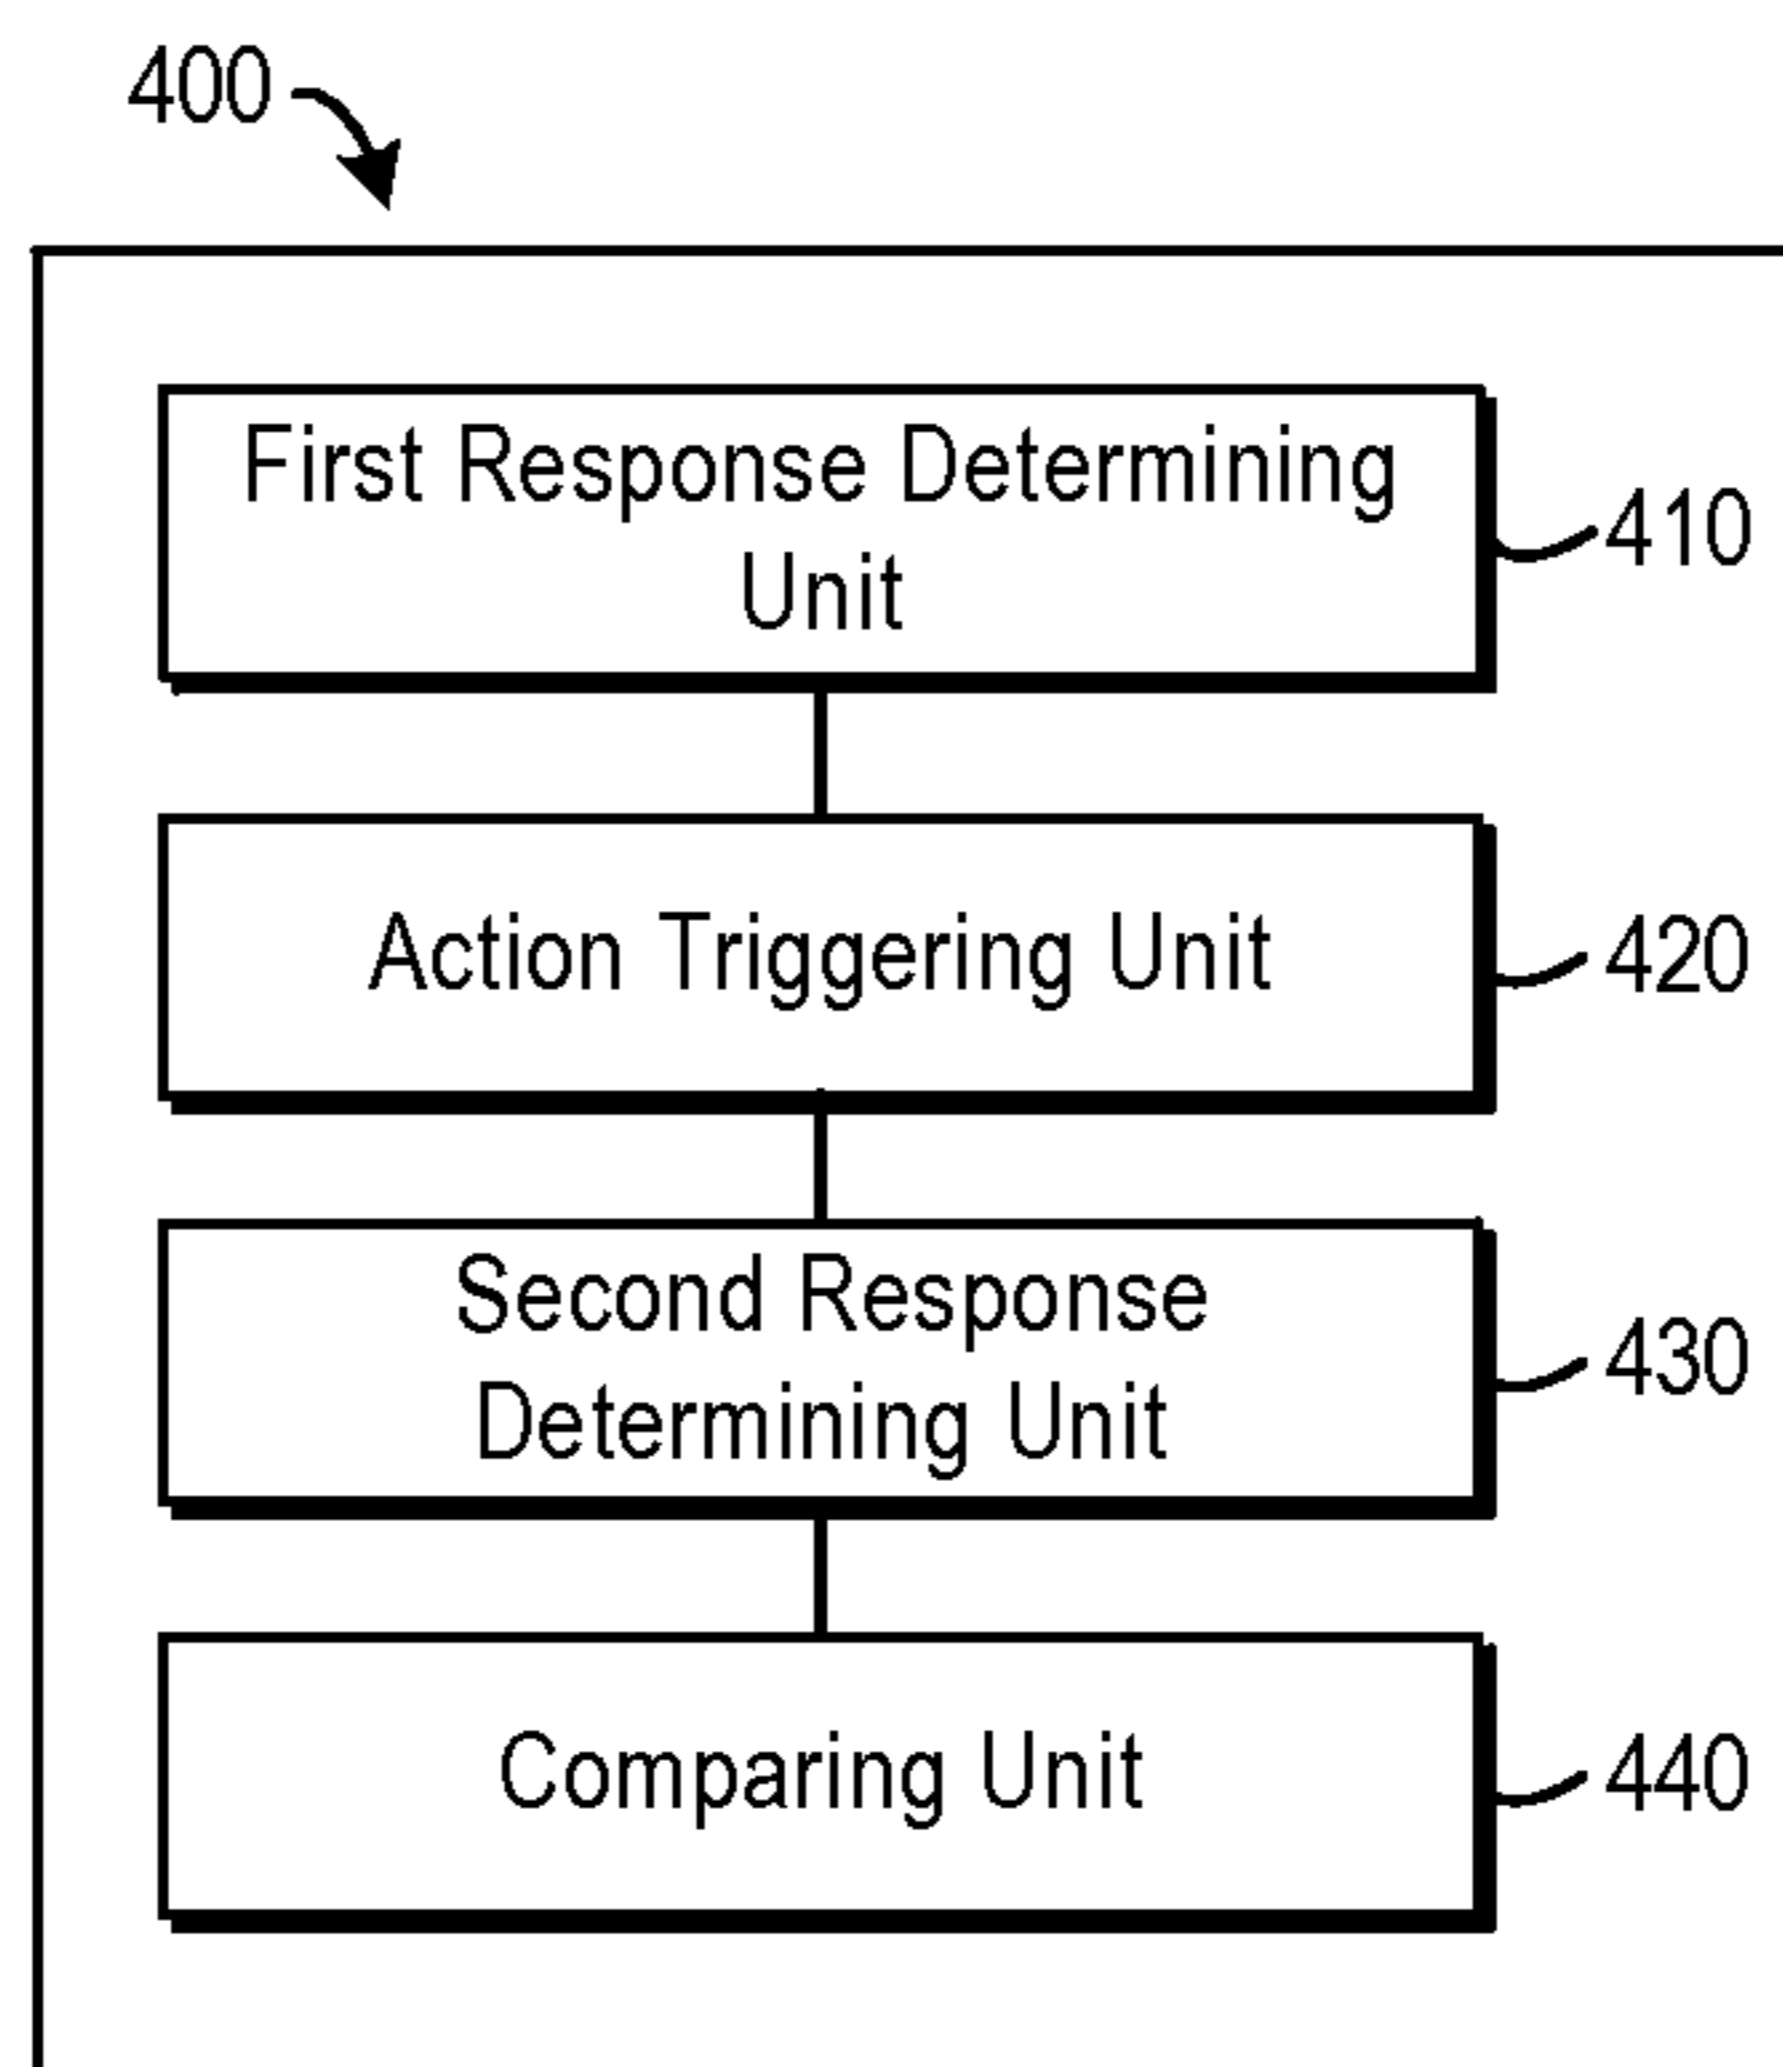 400
First Response Determining
Unit
410
Action Triggering Unit
420
Second Response
Determining Unit
430
Comparing Unit
440